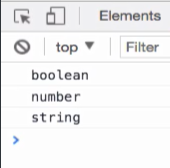 Elements
top ▼ Filter
boolean
number
string
>